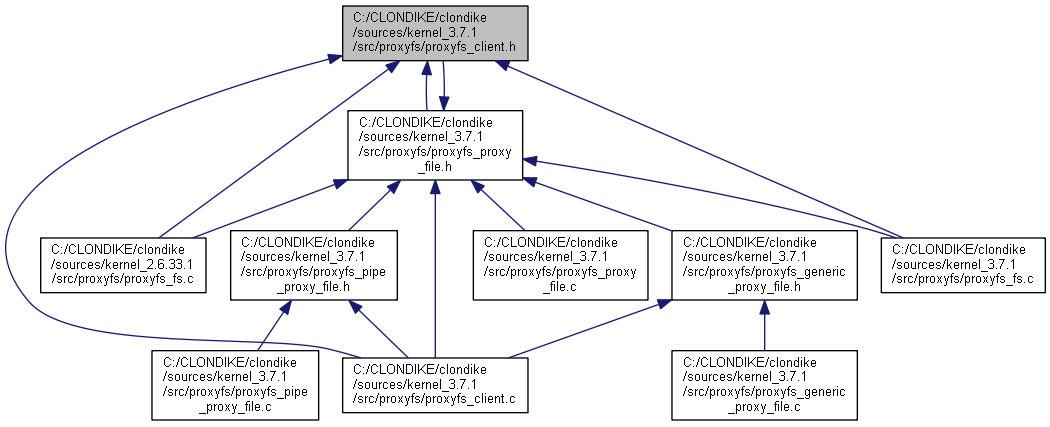 C:/CLONDIKE/clondike
/sources/kernel_3.7.1
/src/proxyfs/proxyfs_client.h
C:/CLONDIKE/clondike
/sources/kernel_3.7.1
/src/proxyfs/proxyfs_proxy
_file.h
C:/CLONDIKE/clondike
/sources/kernel_2.6.33.1
/src/proxyfs/proxyfs_fs.c
C:/CLONDIKE/clondike
/sources/kernel_3.7.1
/src/proxyfs/proxyfs_pipe
_proxy_file.h
C:/CLONDIKE/clondike
/sources/kernel_3.7.1
/src/proxyfs/proxyfs_proxy
_file.c
C:/CLONDIKE/clondike
/sources/kernel_3.7.1
/src/proxyfs/proxyfs_generic
_proxy_file.h
C:/CLONDIKE/clondike
/sources/kernel_3.7.1
/src/proxyfs/proxyfs_fs.c
C:/CLONDIKE/clondike
/sources/kernel_3.7.1
/src/proxyfs/proxyfs_pipe
_proxy_file.c
C:/CLONDIKE/clondike
/sources/kernel_3.7.1
/src/proxyfs/proxyfs_client.c
C:/CLONDIKE/clondike
/sources/kernel_3.7.1
/src/proxyfs/proxyfs_generic
_proxy_file.c